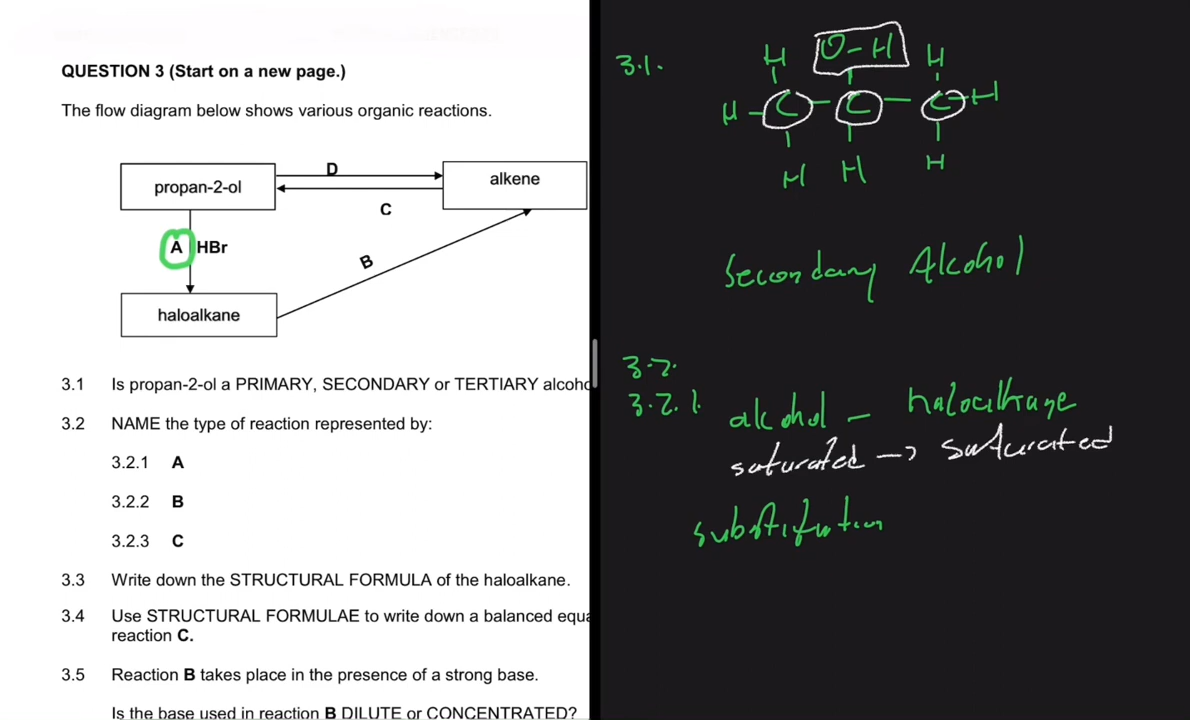 QUESTION 3 (Start on a new page.)
The flow diagram below shows various organic reactions.
propan-2-ol
D
alkene
C
A
HBr
B
haloalkane
3.1 Is propan-2-ol a PRIMARY, SECONDARY or TERTIARY alcoho
3.2 NAME the type of reaction represented by:
3.2.1 A
3.2.2 B
3.2.3 C
3.3 Write down the STRUCTURAL FORMULA of the haloalkane.
3.4 Use STRUCTURAL FORMULAE to write down a balanced equa
reaction C.
3.5 Reaction B takes place in the presence of a strong base.
Is the base used in reaction B DILUTE or CONCENTRATED?
3.1.
H O-H H
H - C - C - C - H
H H H
Secondary Alcohol
3.2.
3.2.1. alcohol - haloalkane
saturated -> saturated
substitution